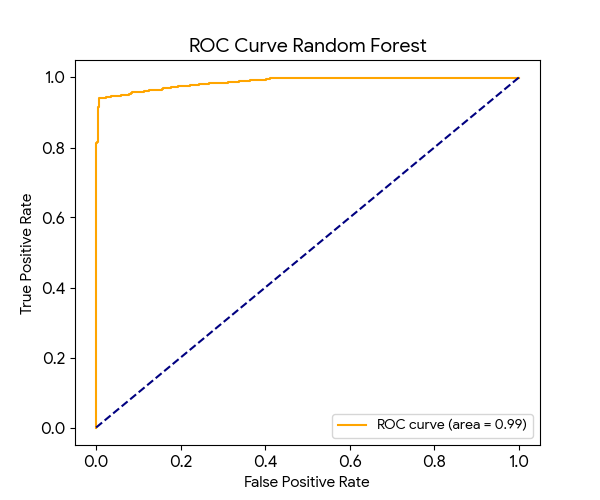 ROC Curve Random Forest
True Positive Rate
1.0
0.8
0.6
0.4
0.2
0.0
ROC curve (area = 0.99)
0.0 0.2 0.4 0.6 0.8 1.0
False Positive Rate